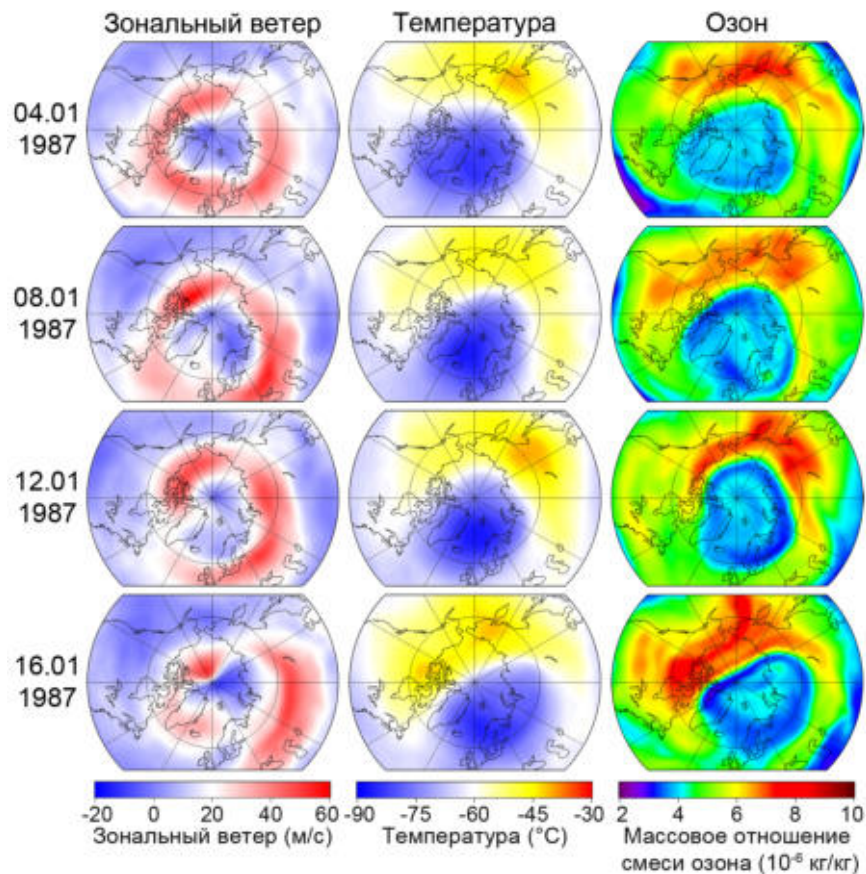 Зональный ветер Температура Озон
04.01
1987
08.01
1987
12.01
1987
16.01
1987
-20 0 20 40 60 -90 -75 -60 -45 -30 2 4 6 8 10
Зональный ветер (м/с) Температура (°C) Массовое отношение
смеси озона (10⁻⁶ кг/кг)